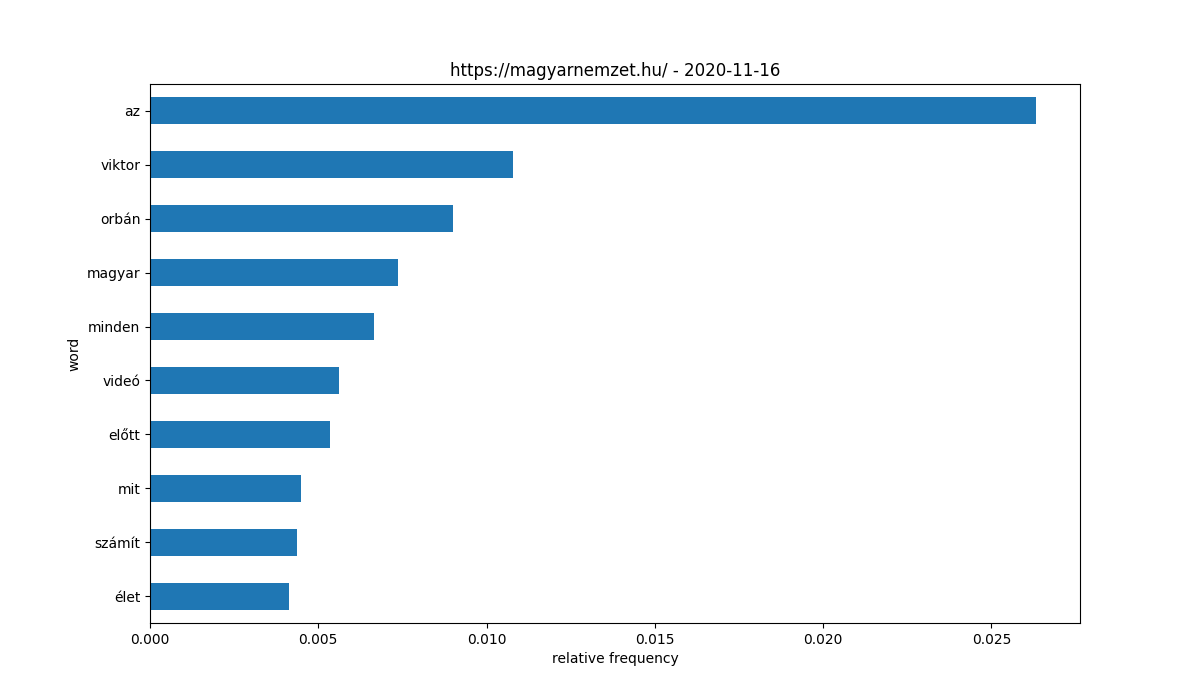 https://magyarnemzet.hu/ - 2020-11-16
az
viktor
orbán
magyar
minden
videó
előtt
mit
számít
élet
word
0.000 0.005 0.010 0.015 0.020 0.025
relative frequency